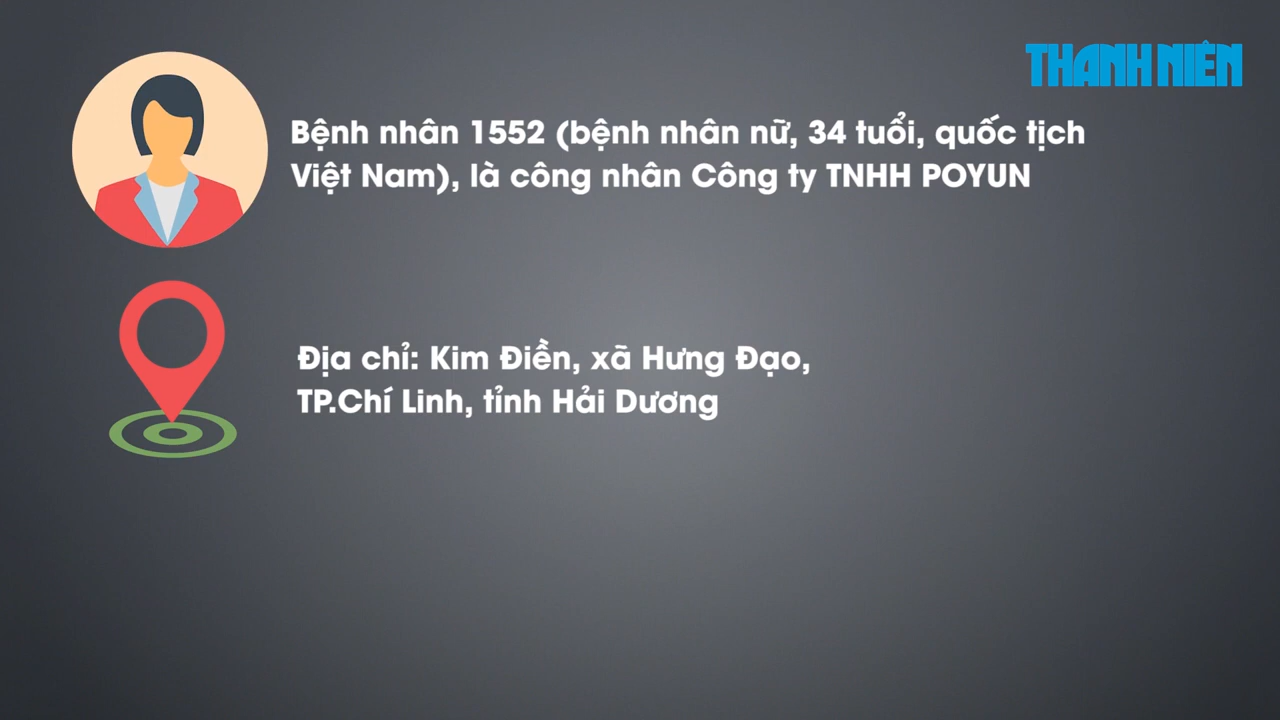 THANH NIÊN
Bệnh nhân 1552 (bệnh nhân nữ, 34 tuổi, quốc tịch
Việt Nam), là công nhân Công ty TNHH POYUN
Địa chỉ: Kim Điền, xã Hưng Đạo,
TP.Chí Linh, tỉnh Hải Dương